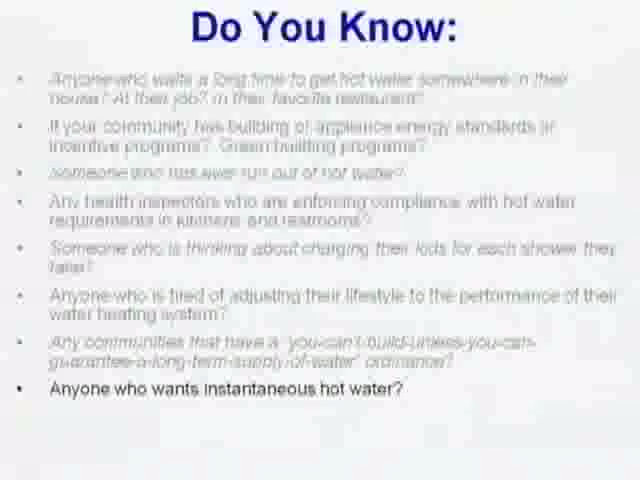 Do You Know:
• Anyone who waits a long time to get hot water somewhere in their
house? At their job? In their favorite restaurant?
• If your community has building or appliance energy standards or
incentive programs? Green building programs?
• Someone who has ever run out of hot water?
• Any health inspectors who are enforcing compliance with hot water
requirements in kitchens and restrooms?
• Someone who is thinking about charging their kids for each shower they
take?
• Anyone who is tired of adjusting their lifestyle to the performance of their
water heating system?
• Any communities that have a 'you-can't-build-unless-you-can-
guarantee-a-long-term-supply-of-water' ordinance?
• Anyone who wants instantaneous hot water?